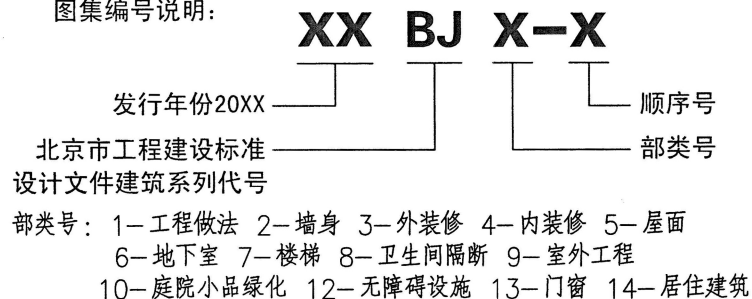 图集编号说明:
XX BJ X-X
发行年份20XX
顺序号
北京市工程建设标准
设计文件建筑系列代号
部类号
部类号: 1-工程做法 2-墙身 3-外装修 4-内装修 5-屋面
6-地下室 7-楼梯 8-卫生间隔断 9-室外工程
10-庭院小品绿化 12-无障碍设施 13-门窗 14-居住建筑